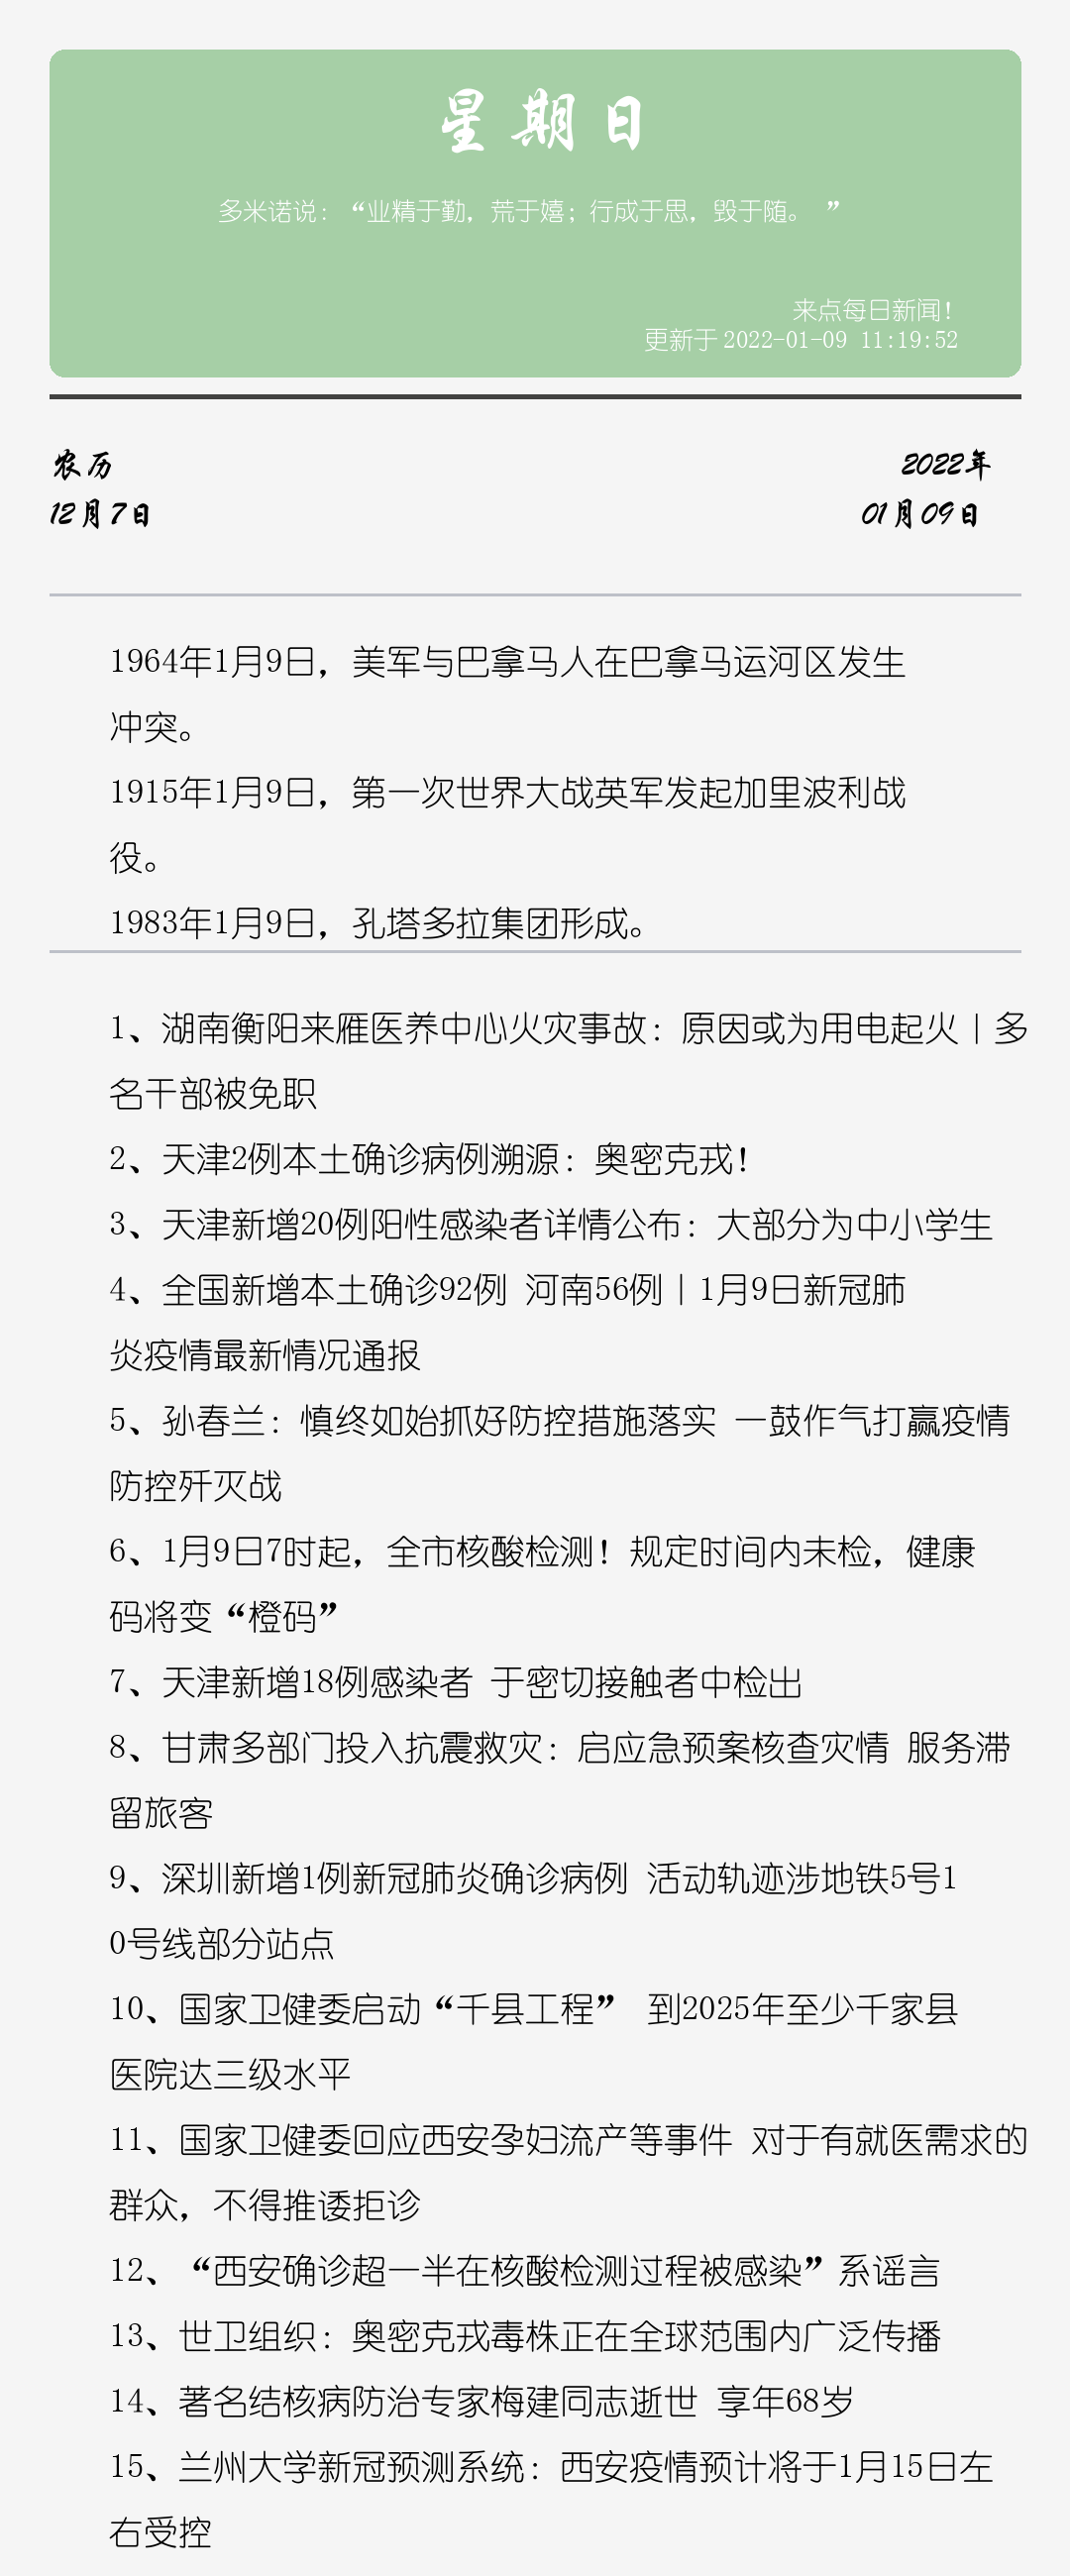 星期日
多米诺说：“业精于勤，荒于嬉；行成于思，毁于随。 ”
来点每日新闻！
更新于 2022-01-09 11:19:52
农历
2022年
12月7日
01月09日
1964年1月9日，美军与巴拿马人在巴拿马运河区发生
冲突。
1915年1月9日，第一次世界大战英军发起加里波利战
役。
1983年1月9日，孔塔多拉集团形成。
1、湖南衡阳来雁医养中心火灾事故：原因或为用电起火｜多
名干部被免职
2、天津2例本土确诊病例溯源：奥密克戎！
3、天津新增20例阳性感染者详情公布：大部分为中小学生
4、全国新增本土确诊92例 河南56例｜1月9日新冠肺
炎疫情最新情况通报
5、孙春兰：慎终如始抓好防控措施落实 一鼓作气打赢疫情
防控歼灭战
6、1月9日7时起，全市核酸检测！规定时间内未检，健康
码将变“橙码”
7、天津新增18例感染者 于密切接触者中检出
8、甘肃多部门投入抗震救灾：启应急预案核查灾情 服务滞
留旅客
9、深圳新增1例新冠肺炎确诊病例 活动轨迹涉地铁5号1
0号线部分站点
10、国家卫健委启动“千县工程” 到2025年至少千家县
医院达三级水平
11、国家卫健委回应西安孕妇流产等事件 对于有就医需求的
群众，不得推诿拒诊
12、“西安确诊超一半在核酸检测过程被感染”系谣言
13、世卫组织：奥密克戎毒株正在全球范围内广泛传播
14、著名结核病防治专家梅建同志逝世 享年68岁
15、兰州大学新冠预测系统：西安疫情预计将于1月15日左
右受控